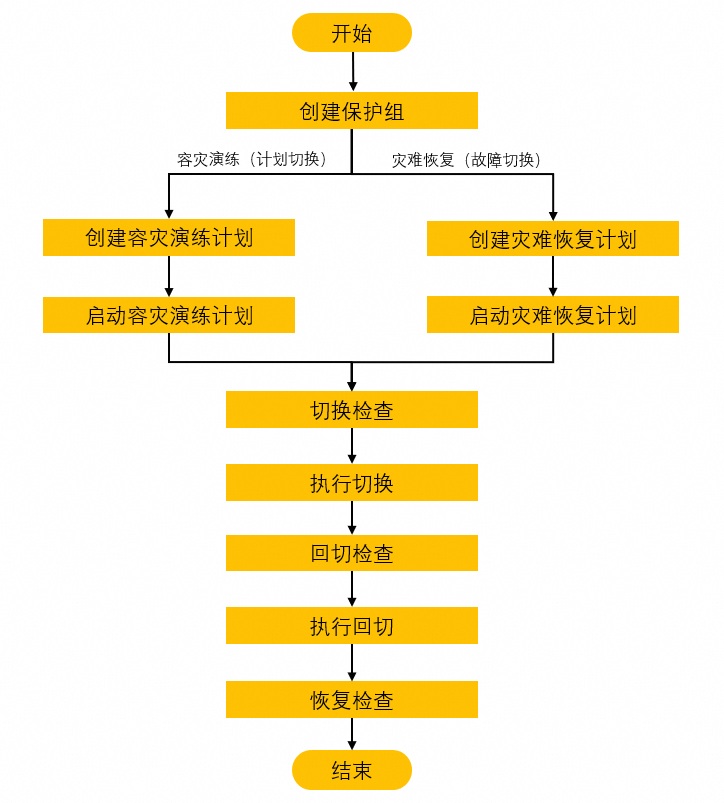 开始
创建保护组
容灾演练（计划切换）
灾难恢复（故障切换）
创建容灾演练计划
创建灾难恢复计划
启动容灾演练计划
启动灾难恢复计划
切换检查
执行切换
回切检查
执行回切
恢复检查
结束